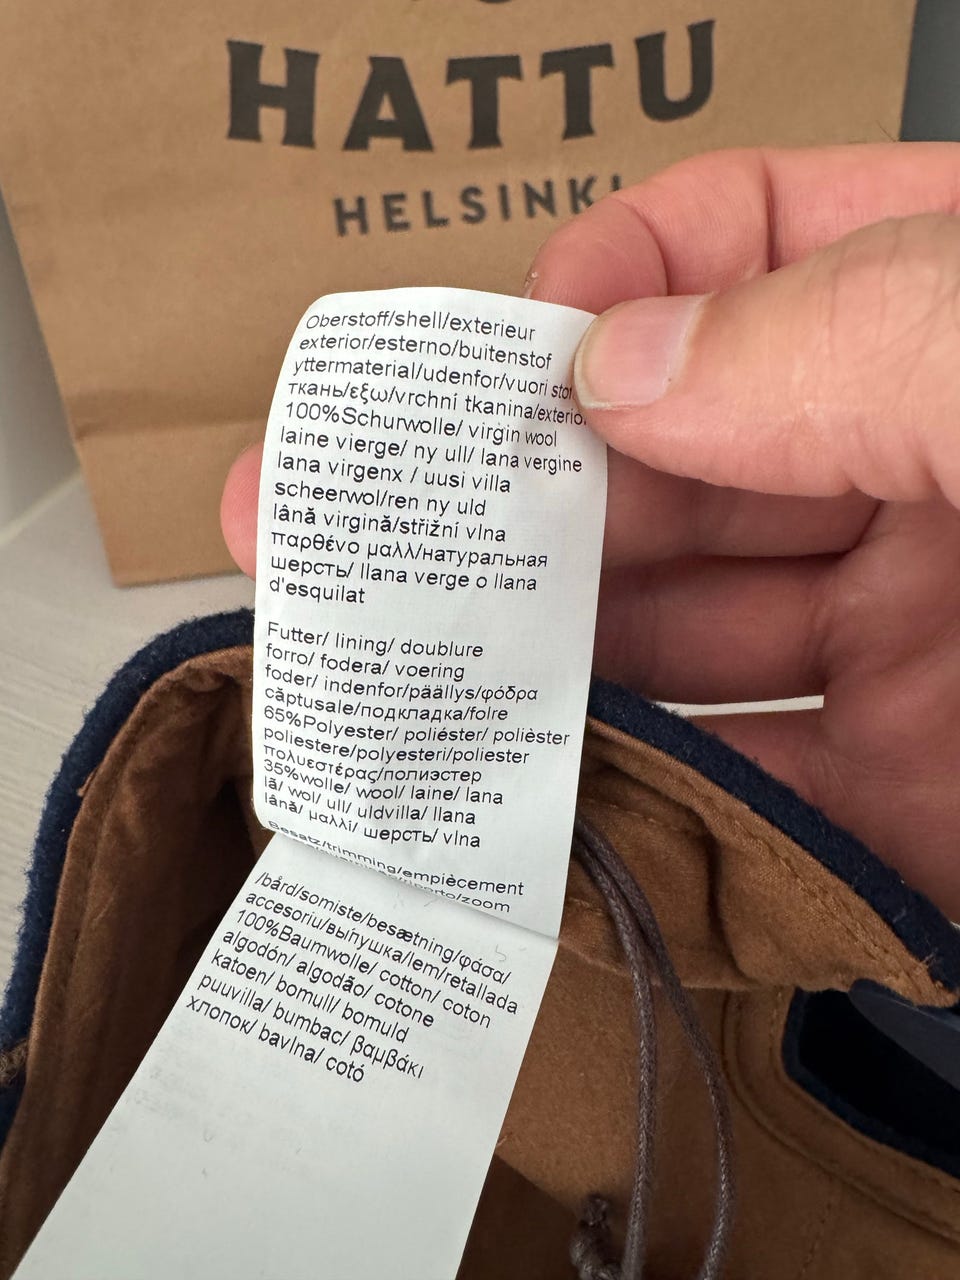 HATTU
HELSINKI
Oberstoff/shell/exterieur
exterior/esterno/buitenstof
yttermaterial/udenfor/vuori
ткань/εξω/vrchní tkanina/exterio
100%Schurwolle/ virgin wool
laine vierge/ ny ull/ lana vergine
lana virgenx / uusi villa
scheerwol/ren ny uld
lână virgină/střižní vlna
παρθένο μαλλ/натуральная
шерсть/ llana verge o llana
d'esquilat
Futter/ lining/ doublure
forro/ fodera/ voering
foder/ indenfor/päällys/φόδρα
căptusale/подкладка/folre
65%Polyester/ poliéster/ polièster
poliestere/polyesteri/poliester
πολυεστέρας/полиэстер
35%wolle/ wool/ laine/ lana
lã/ wol/ ull/ uldvilla/ llana
lână/ μαλλί/ шерсть/ vlna
Besatz/trimming/empiècement
/zoom
/bård/somiste/besætning/φάσα/
accesoriu/выпушка/lem/retallada
100%Baumwolle/ cotton/ coton
algodón/ algodão/ cotone
katoen/ bomull/ bomuld
puuvilla/ bumbac/ βαμβάκι
хлопок/ bavlna/ cotó